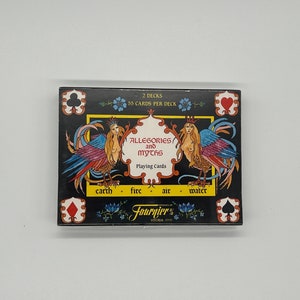 2 DECKS
55 CARDS PER DECK
ALLEGORIES
and
MYTHS
Playing Cards
earth • fire • air • water
Fournier